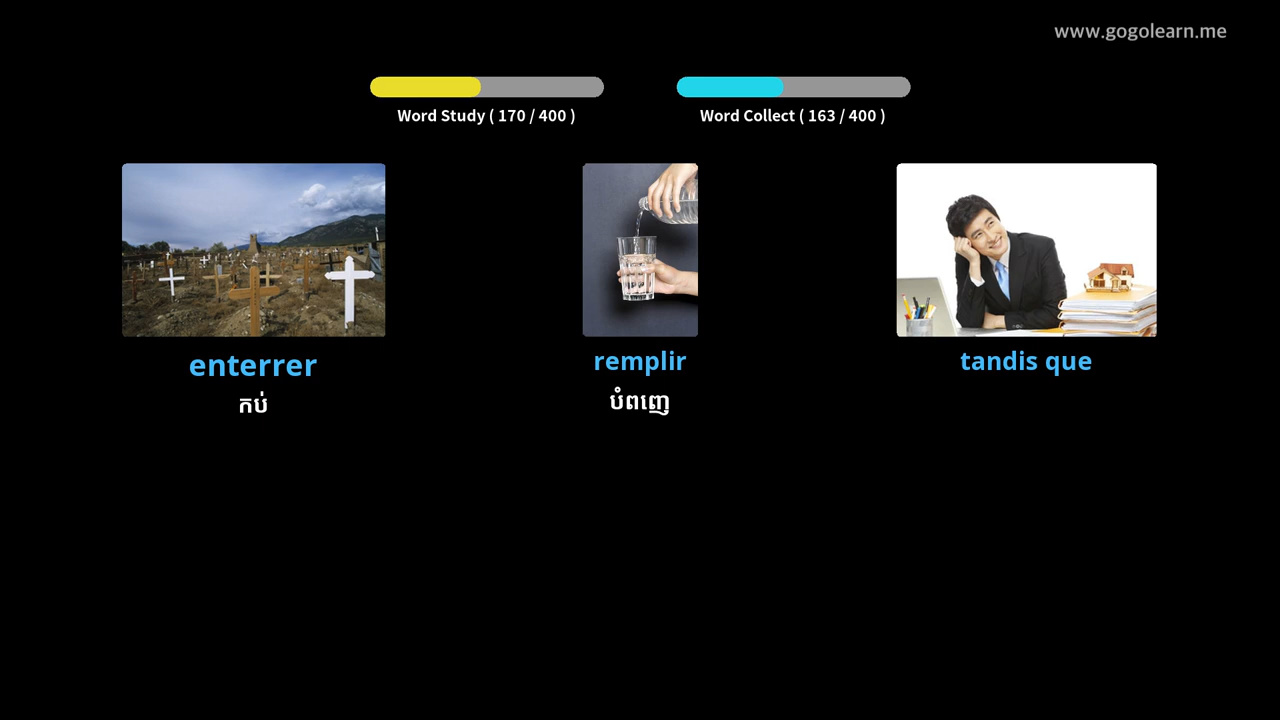 www.gogolearn.me
Word Study ( 170 / 400 )
Word Collect ( 163 / 400 )
enterrer
remplir
tandis que
កប់
បំពញ្